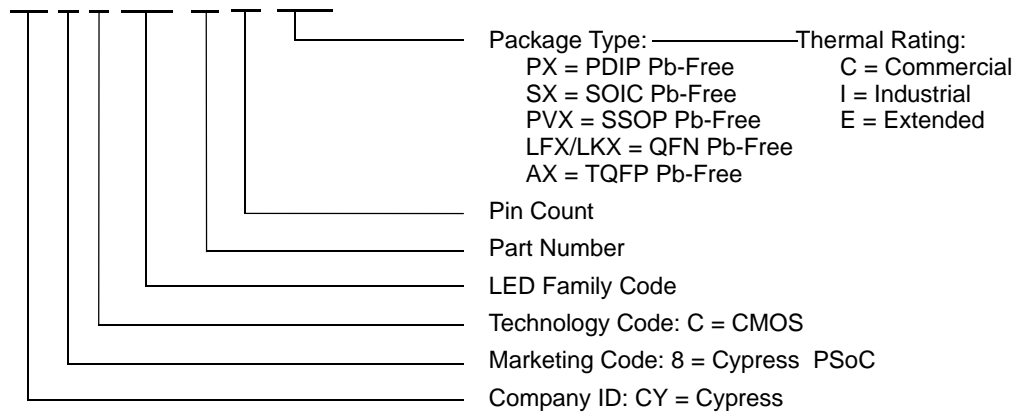 Package Type: Thermal Rating:
PX = PDIP Pb-Free C = Commercial
SX = SOIC Pb-Free I = Industrial
PVX = SSOP Pb-Free E = Extended
LFX/LKX = QFN Pb-Free
AX = TQFP Pb-Free
Pin Count
Part Number
LED Family Code
Technology Code: C = CMOS
Marketing Code: 8 = Cypress PSoC
Company ID: CY = Cypress